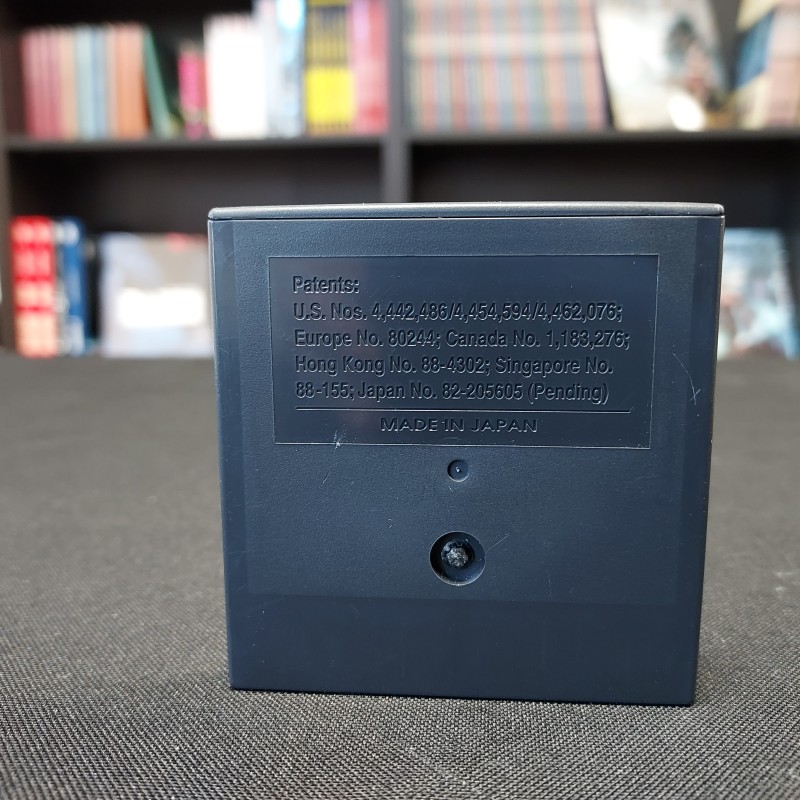 Patents:
U.S. Nos. 4,442,486/4,454,594/4,462,076;
Europe No. 80244; Canada No. 1,183,276;
Hong Kong No. 88-4302; Singapore No.
88-155; Japan No. 82-205605 (Pending)
MADE IN JAPAN